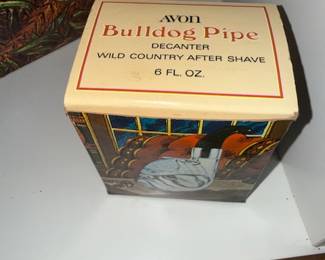 AVON
Bulldog Pipe
DECANTER
WILD COUNTRY AFTER SHAVE
6 FL. OZ.